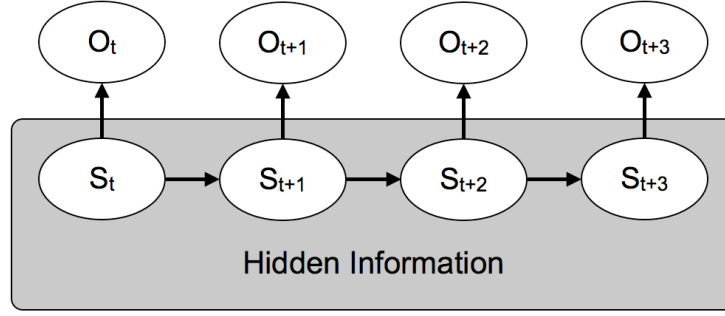 Ot Ot+1 Ot+2 Ot+3
St St+1 St+2 St+3
Hidden Information